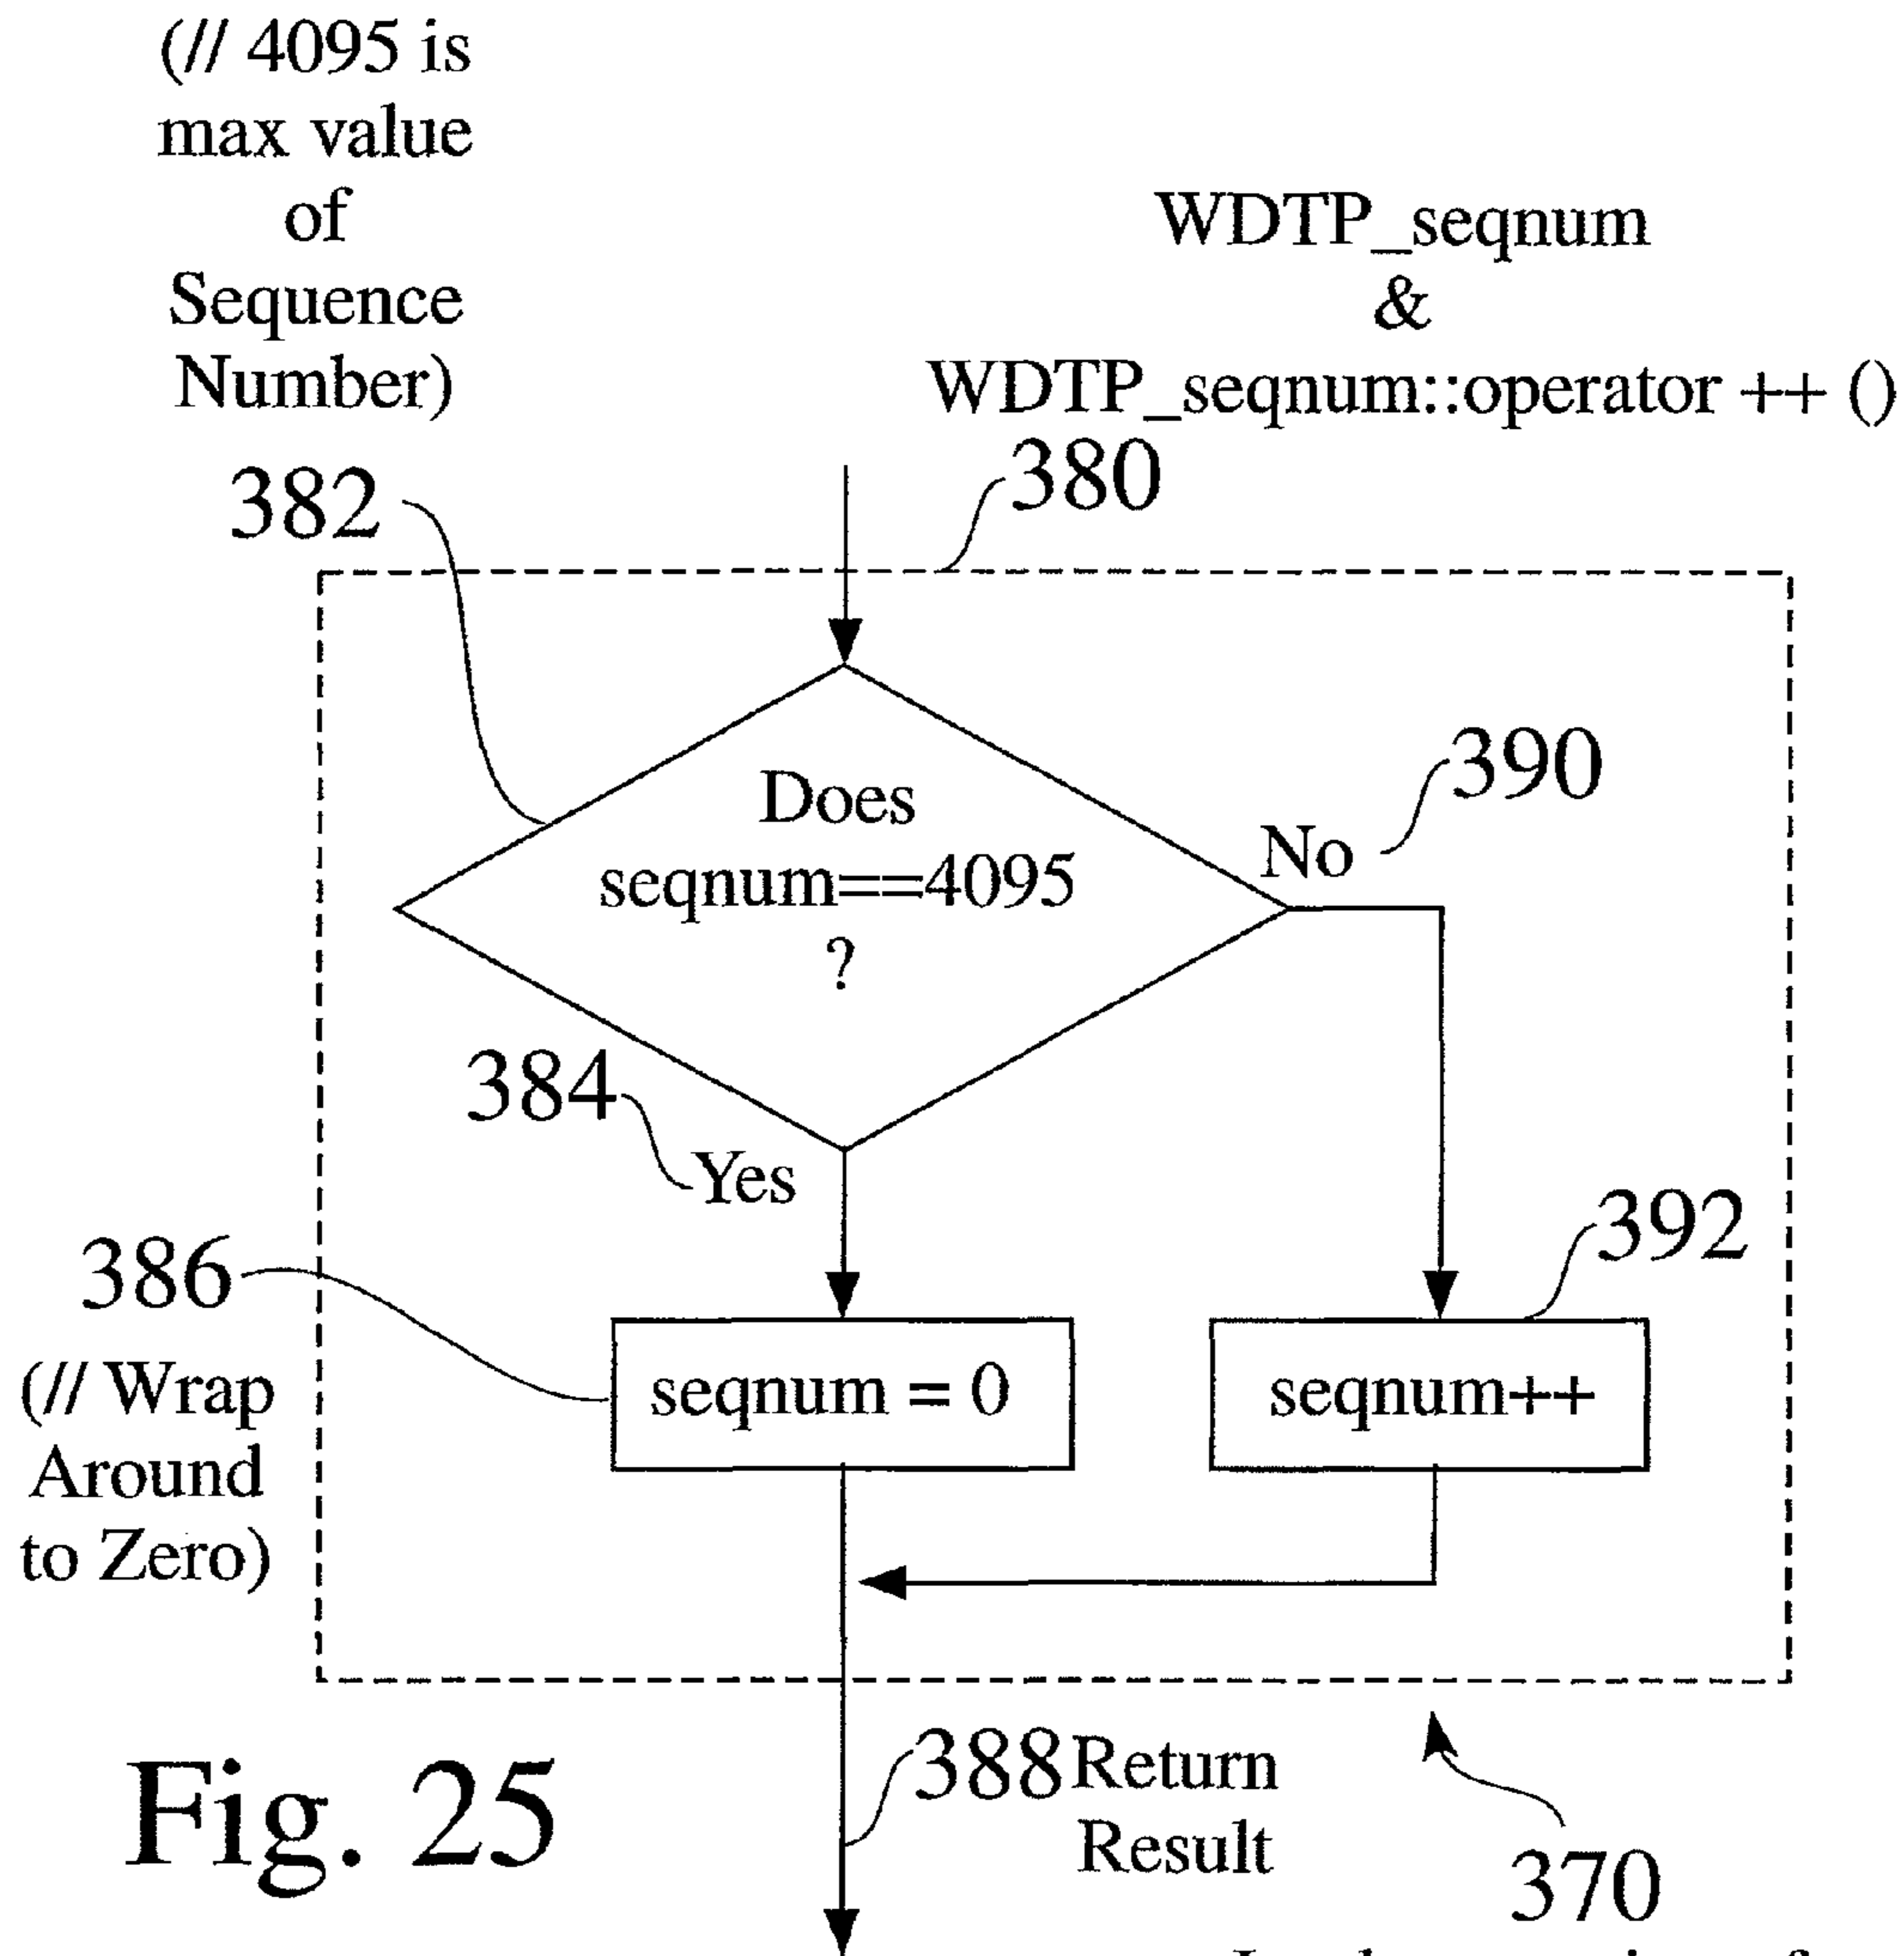 (// 4095 is
max value
of
Sequence
Number)
WDTP_seqnum
&
WDTP_seqnum::operator ++ ()
380
382
Does
seqnum==4095
?
No
390
384
Yes
386
(// Wrap
Around
to Zero)
seqnum = 0
392
seqnum++
388
Return
Result
370
Fig. 25